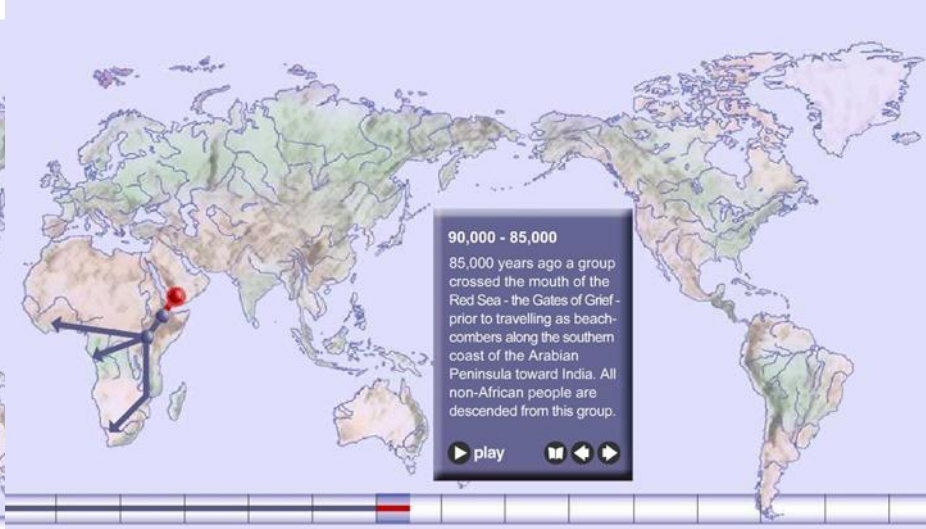 90,000 - 85,000
85,000 years ago a group
crossed the mouth of the
Red Sea - the Gates of Grief -
prior to travelling as beach-
combers along the southern
coast of the Arabian
Peninsula toward India. All
non-African people are
descended from this group.
play